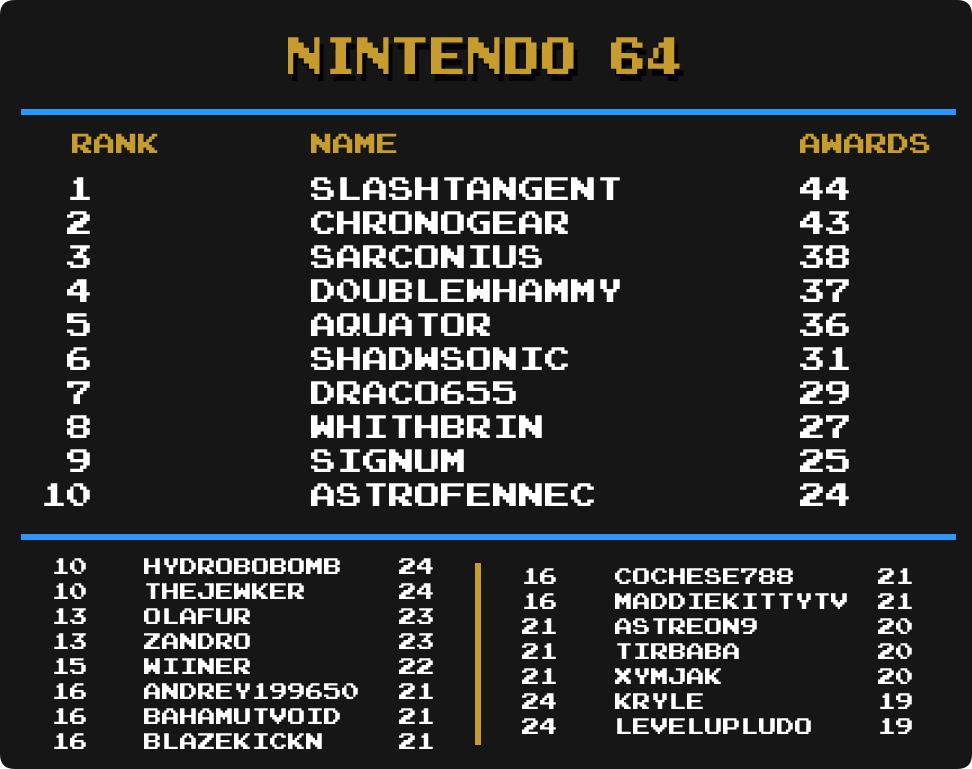 NINTENDO 64
RANK NAME AWARDS
1 SLASHTANGENT 44
2 CHRONOGEAR 43
3 SARCONIUS 38
4 DOUBLEWHAMMY 37
5 AQUATOR 36
6 SHADWSONIC 31
7 DRACO655 29
8 WHITHBRIN 27
9 SIGNUM 25
10 ASTROFENNEC 24
10 HYDROBOBOMB 24
10 THEJEWKER 24
13 OLAFUR 23
13 ZANDRO 23
15 WIINER 22
16 ANDREY199650 21
16 BAHAMUTVOID 21
16 BLAZEKICKN 21
16 COCHESE788 21
16 MADDIEKITTYTV 21
21 ASTREON9 20
21 TIRBABA 20
21 XYMJAK 20
24 KRYLE 19
24 LEVELUPLUDO 19